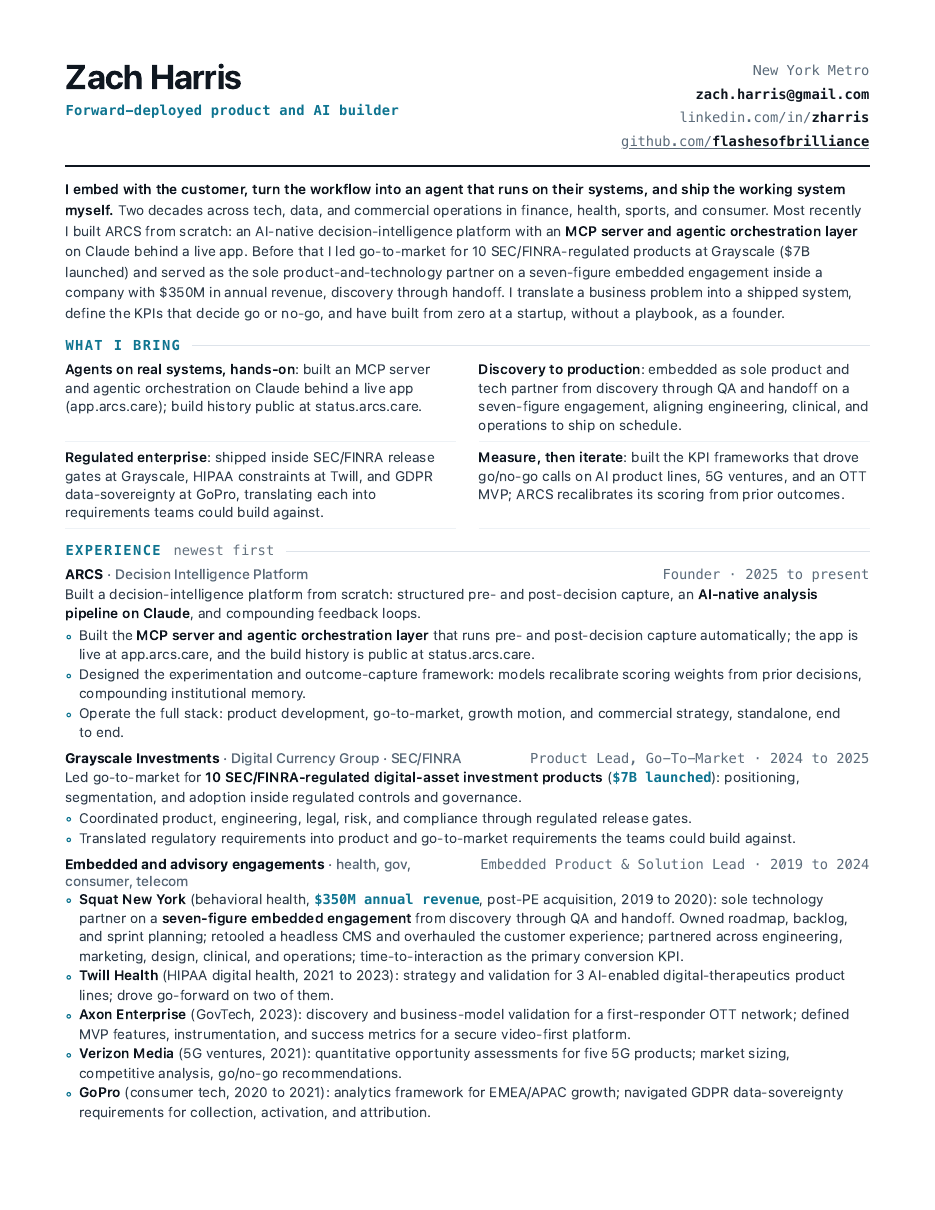 Zach Harris
Forward-deployed product and AI builder
New York Metro
zach.harris@gmail.com
linkedin.com/in/zharris
github.com/flashesofbrilliance
I embed with the customer, turn the workflow into an agent that runs on their systems, and ship the working system
myself. Two decades across tech, data, and commercial operations in finance, health, sports, and consumer. Most recently
I built ARCS from scratch: an AI-native decision-intelligence platform with an MCP server and agentic orchestration layer
on Claude behind a live app. Before that I led go-to-market for 10 SEC/FINRA-regulated products at Grayscale ($7B
launched) and served as the sole product-and-technology partner on a seven-figure embedded engagement inside a
company with $350M in annual revenue, discovery through handoff. I translate a business problem into a shipped system,
define the KPIs that decide go or no-go, and have built from zero at a startup, without a playbook, as a founder.
WHAT I BRING
Agents on real systems, hands-on: built an MCP server
and agentic orchestration on Claude behind a live app
(app.arcs.care); build history public at status.arcs.care.
Discovery to production: embedded as sole product and
tech partner from discovery through QA and handoff on a
seven-figure engagement, aligning engineering, clinical, and
operations to ship on schedule.
Regulated enterprise: shipped inside SEC/FINRA release
gates at Grayscale, HIPAA constraints at Twill, and GDPR
data-sovereignty at GoPro, translating each into
requirements teams could build against.
Measure, then iterate: built the KPI frameworks that drove
go/no-go calls on AI product lines, 5G ventures, and an OTT
MVP; ARCS recalibrates its scoring from prior outcomes.
EXPERIENCE newest first
ARCS · Decision Intelligence Platform Founder · 2025 to present
Built a decision-intelligence platform from scratch: structured pre- and post-decision capture, an AI-native analysis
pipeline on Claude, and compounding feedback loops.
Built the MCP server and agentic orchestration layer that runs pre- and post-decision capture automatically; the app is
live at app.arcs.care, and the build history is public at status.arcs.care.
Designed the experimentation and outcome-capture framework: models recalibrate scoring weights from prior decisions,
compounding institutional memory.
Operate the full stack: product development, go-to-market, growth motion, and commercial strategy, standalone, end
to end.
Grayscale Investments · Digital Currency Group · SEC/FINRA Product Lead, Go-To-Market · 2024 to 2025
Led go-to-market for 10 SEC/FINRA-regulated digital-asset investment products ($7B launched): positioning,
segmentation, and adoption inside regulated controls and governance.
Coordinated product, engineering, legal, risk, and compliance through regulated release gates.
Translated regulatory requirements into product and go-to-market requirements the teams could build against.
Embedded and advisory engagements · health, gov, Embedded Product & Solution Lead · 2019 to 2024
consumer, telecom
Squat New York (behavioral health, $350M annual revenue, post-PE acquisition, 2019 to 2020): sole technology
partner on a seven-figure embedded engagement from discovery through QA and handoff. Owned roadmap, backlog,
and sprint planning; retooled a headless CMS and overhauled the customer experience; partnered across engineering,
marketing, design, clinical, and operations; time-to-interaction as the primary conversion KPI.
Twill Health (HIPAA digital health, 2021 to 2023): strategy and validation for 3 AI-enabled digital-therapeutics product
lines; drove go-forward on two of them.
Axon Enterprise (GovTech, 2023): discovery and business-model validation for a first-responder OTT network; defined
MVP features, instrumentation, and success metrics for a secure video-first platform.
Verizon Media (5G ventures, 2021): quantitative opportunity assessments for five 5G products; market sizing,
competitive analysis, go/no-go recommendations.
GoPro (consumer tech, 2020 to 2021): analytics framework for EMEA/APAC growth; navigated GDPR data-sovereignty
requirements for collection, activation, and attribution.